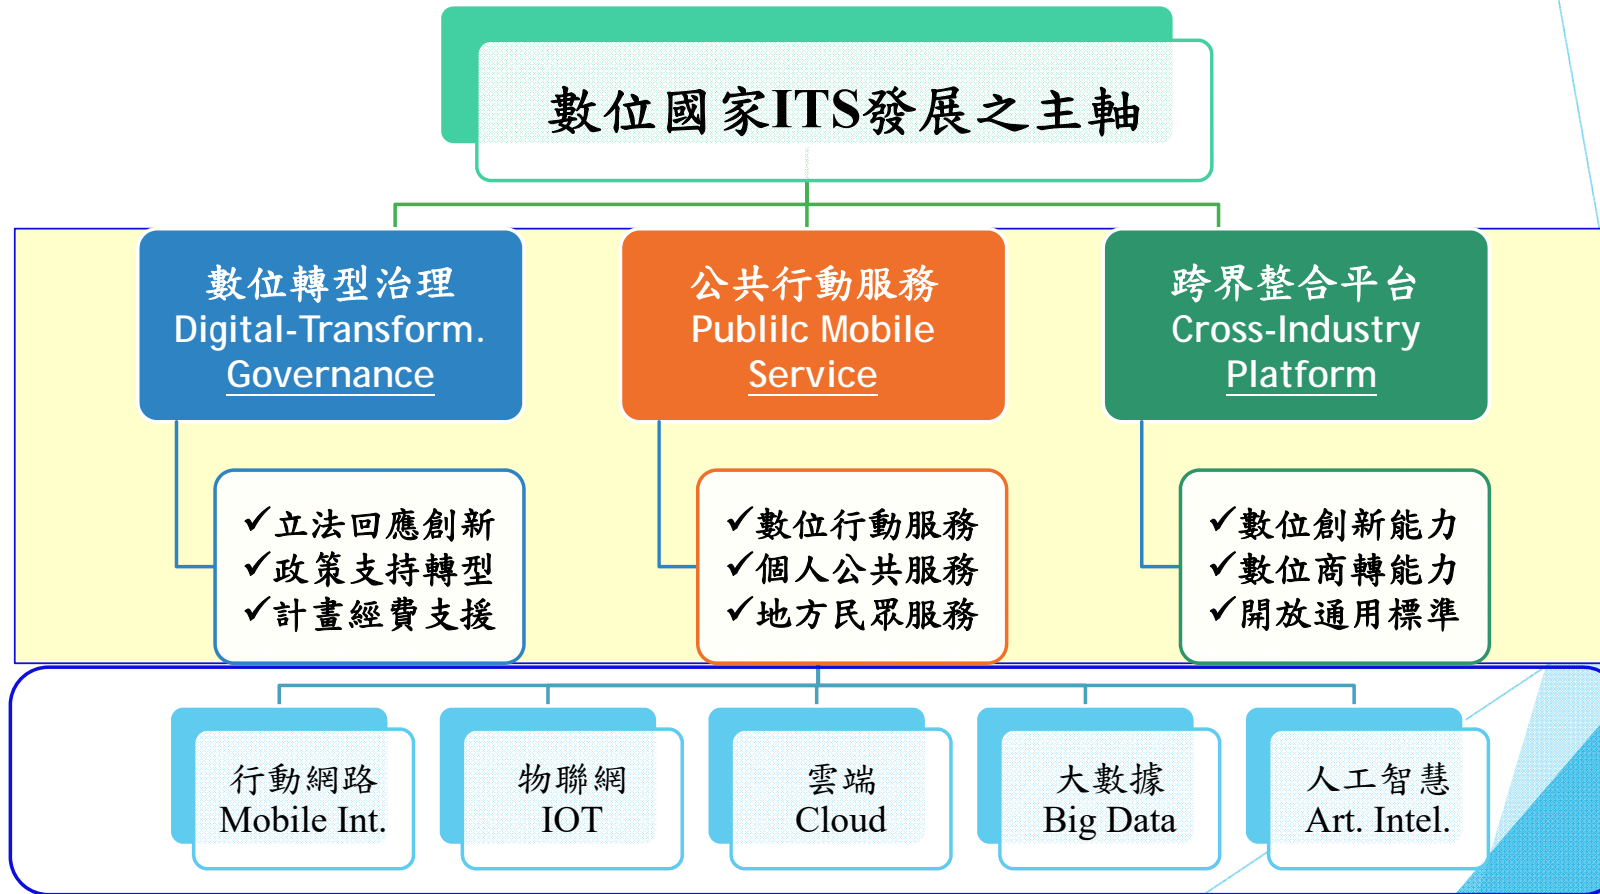 數位國家ITS發展之主軸
數位轉型治理
Digital-Transform.
Governance
公共行動服務
Publilc Mobile
Service
跨界整合平台
Cross-Industry
Platform
✓立法回應創新
✓政策支持轉型
✓計畫經費支援
✓數位行動服務
✓個人公共服務
✓地方民眾服務
✓數位創新能力
✓數位商轉能力
✓開放通用標準
行動網路
Mobile Int.
物聯網
IOT
雲端
Cloud
大數據
Big Data
人工智慧
Art. Intel.